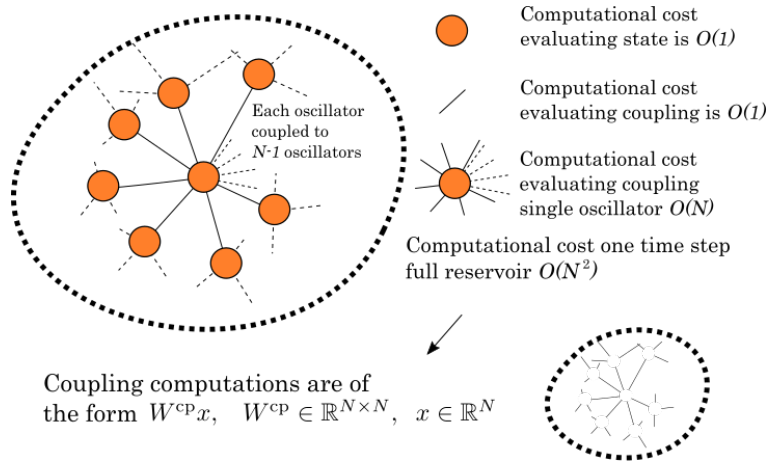 Computational cost
evaluating state is O(1)
Computational cost
evaluating coupling is O(1)
Each oscillator
coupled to
N-1 oscillators
Computational cost
evaluating coupling
single oscillator O(N)
Computational cost one time step
full reservoir O(N²)
Coupling computations are of
the form W^cp x, W^cp ∈ ℝ^{N×N}, x ∈ ℝ^N